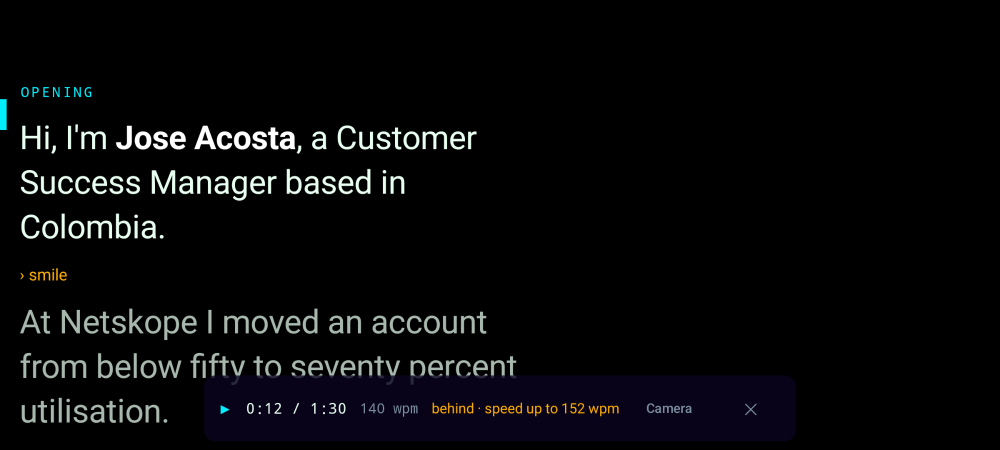 OPENING
Hi, I'm Jose Acosta, a Customer
Success Manager based in
Colombia.
› smile
At Netskope I moved an account
from below fifty to seventy percent
utilisation.
▶ 0:12 / 1:30 140 wpm behind · speed up to 152 wpm Camera